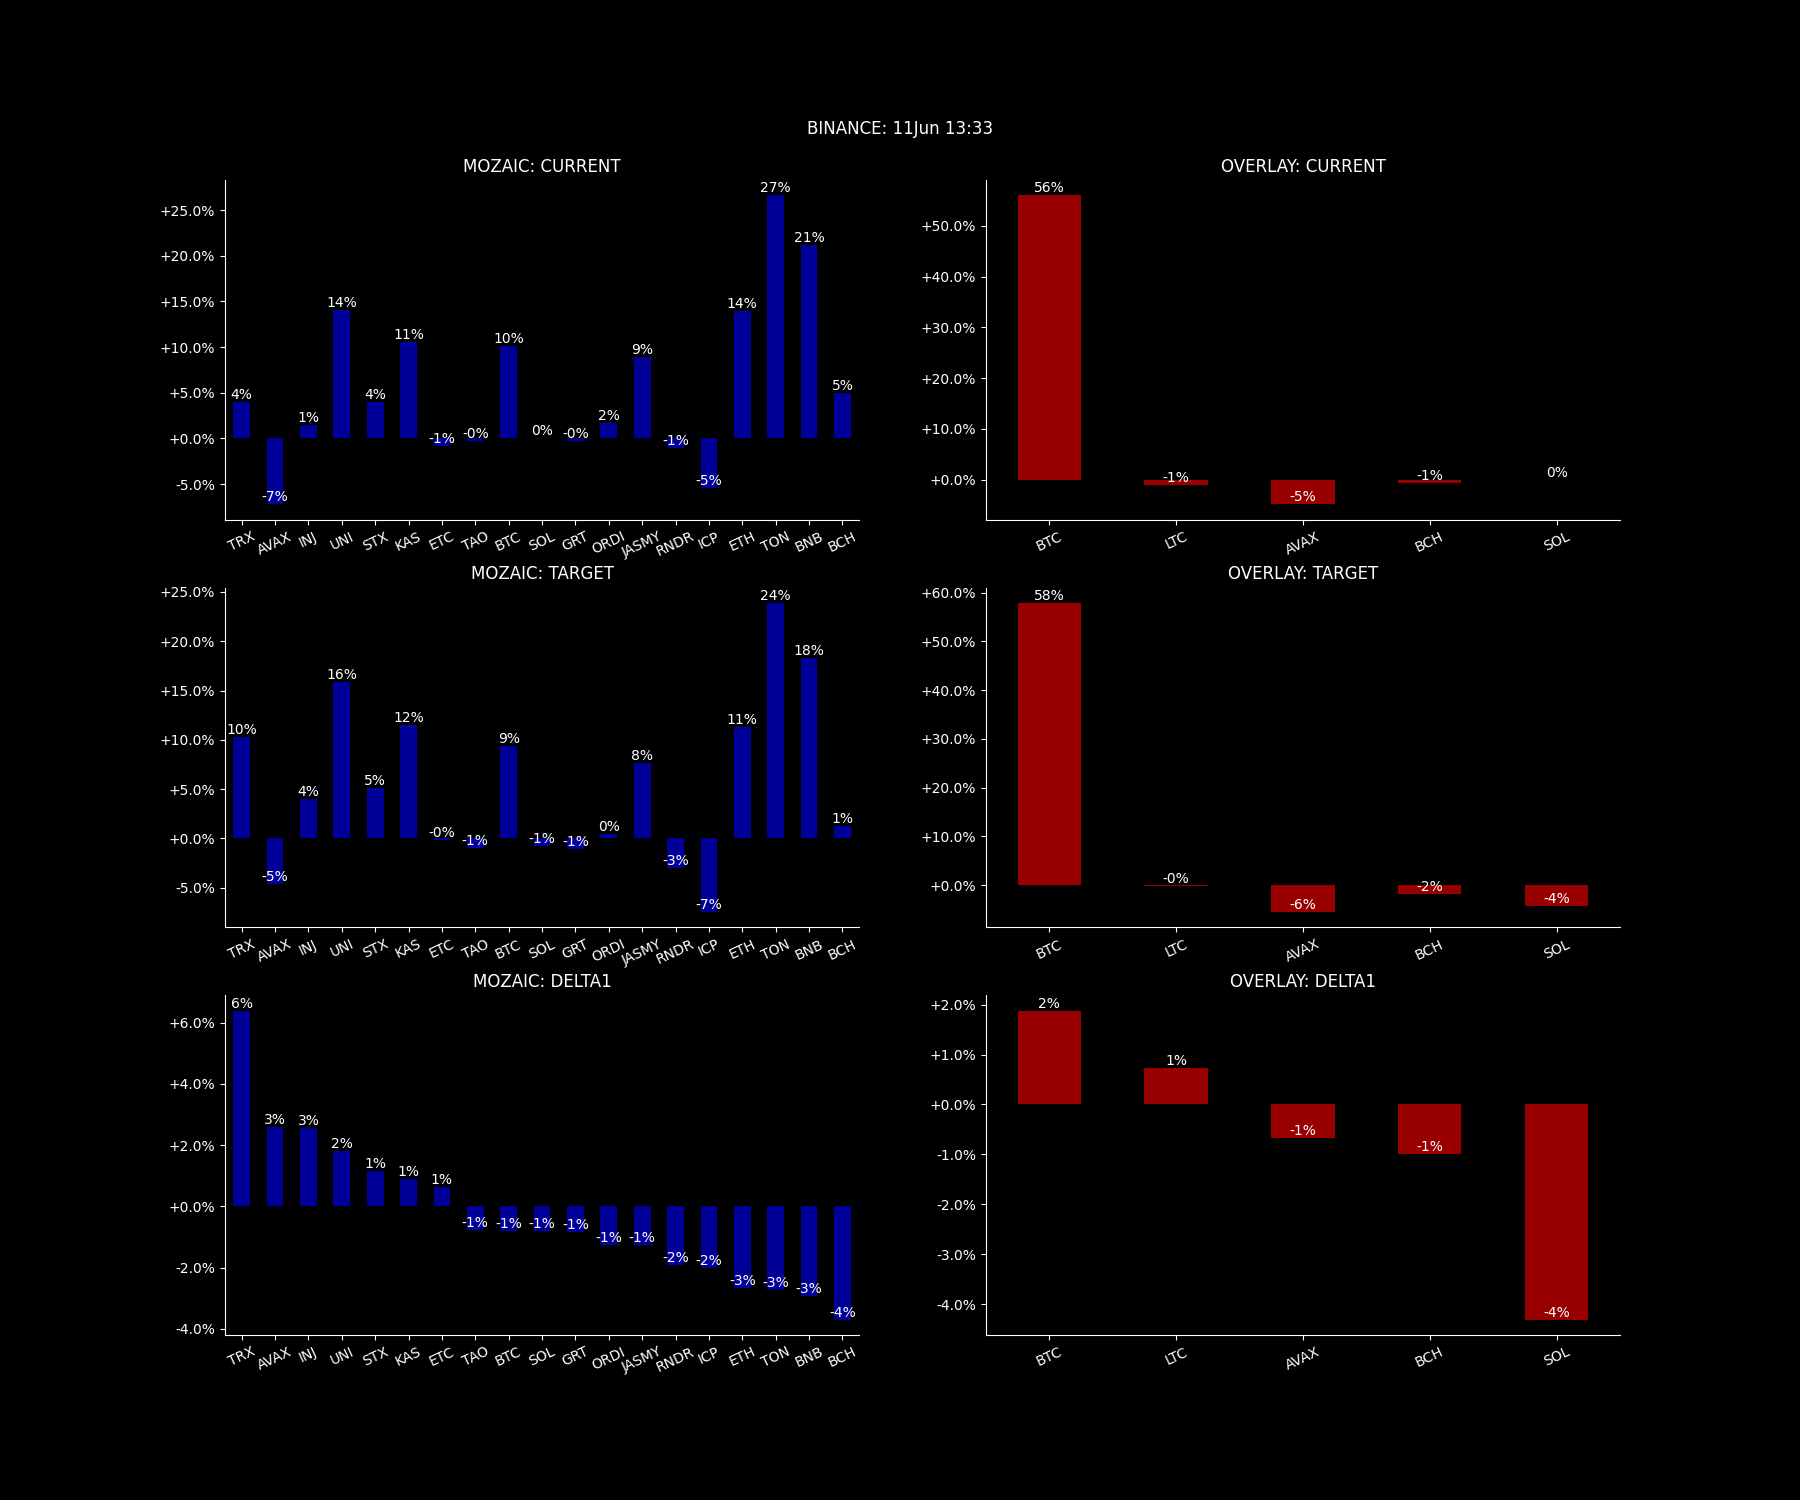 BINANCE: 11Jun 13:33
MOZAIC: CURRENT
+25.0%
+20.0%
+15.0%
+10.0%
+5.0%
+0.0%
-5.0%
4% -7% 1% 14% 4% 11% -1% -0% 10% 0% -0% 2% 9% -1% -5% 14% 27% 21% 5%
TRX AVAX INJ UNI STX KAS ETC TAO BTC SOL GRT ORDI JASMY RNDR ICP ETH TON BNB BCH
OVERLAY: CURRENT
+50.0%
+40.0%
+30.0%
+20.0%
+10.0%
+0.0%
56% -1% -5% -1% 0%
BTC LTC AVAX BCH SOL
MOZAIC: TARGET
+25.0%
+20.0%
+15.0%
+10.0%
+5.0%
+0.0%
-5.0%
10% -5% 4% 16% 5% 12% -0% -1% 9% -1% -1% 0% 8% -3% -7% 11% 24% 18% 1%
TRX AVAX INJ UNI STX KAS ETC TAO BTC SOL GRT ORDI JASMY RNDR ICP ETH TON BNB BCH
OVERLAY: TARGET
+60.0%
+50.0%
+40.0%
+30.0%
+20.0%
+10.0%
+0.0%
58% -0% -6% -2% -4%
BTC LTC AVAX BCH SOL
MOZAIC: DELTA1
+6.0%
+4.0%
+2.0%
+0.0%
-2.0%
-4.0%
6% 3% 3% 2% 1% 1% 1% -1% -1% -1% -1% -1% -1% -2% -2% -3% -3% -3% -4%
TRX AVAX INJ UNI STX KAS ETC TAO BTC SOL GRT ORDI JASMY RNDR ICP ETH TON BNB BCH
OVERLAY: DELTA1
+2.0%
+1.0%
+0.0%
-1.0%
-2.0%
-3.0%
-4.0%
2% 1% -1% -1% -4%
BTC LTC AVAX BCH SOL